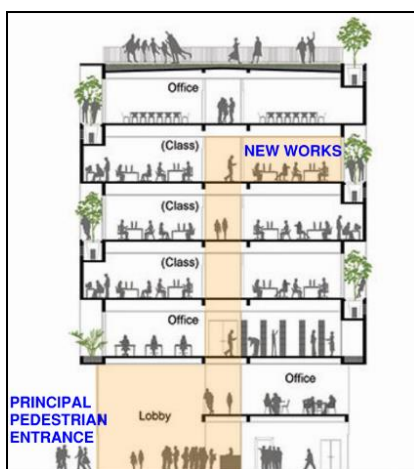 Office
(Class)
NEW WORKS
(Class)
(Class)
Office
Office
PRINCIPAL
PEDESTRIAN
ENTRANCE
Lobby